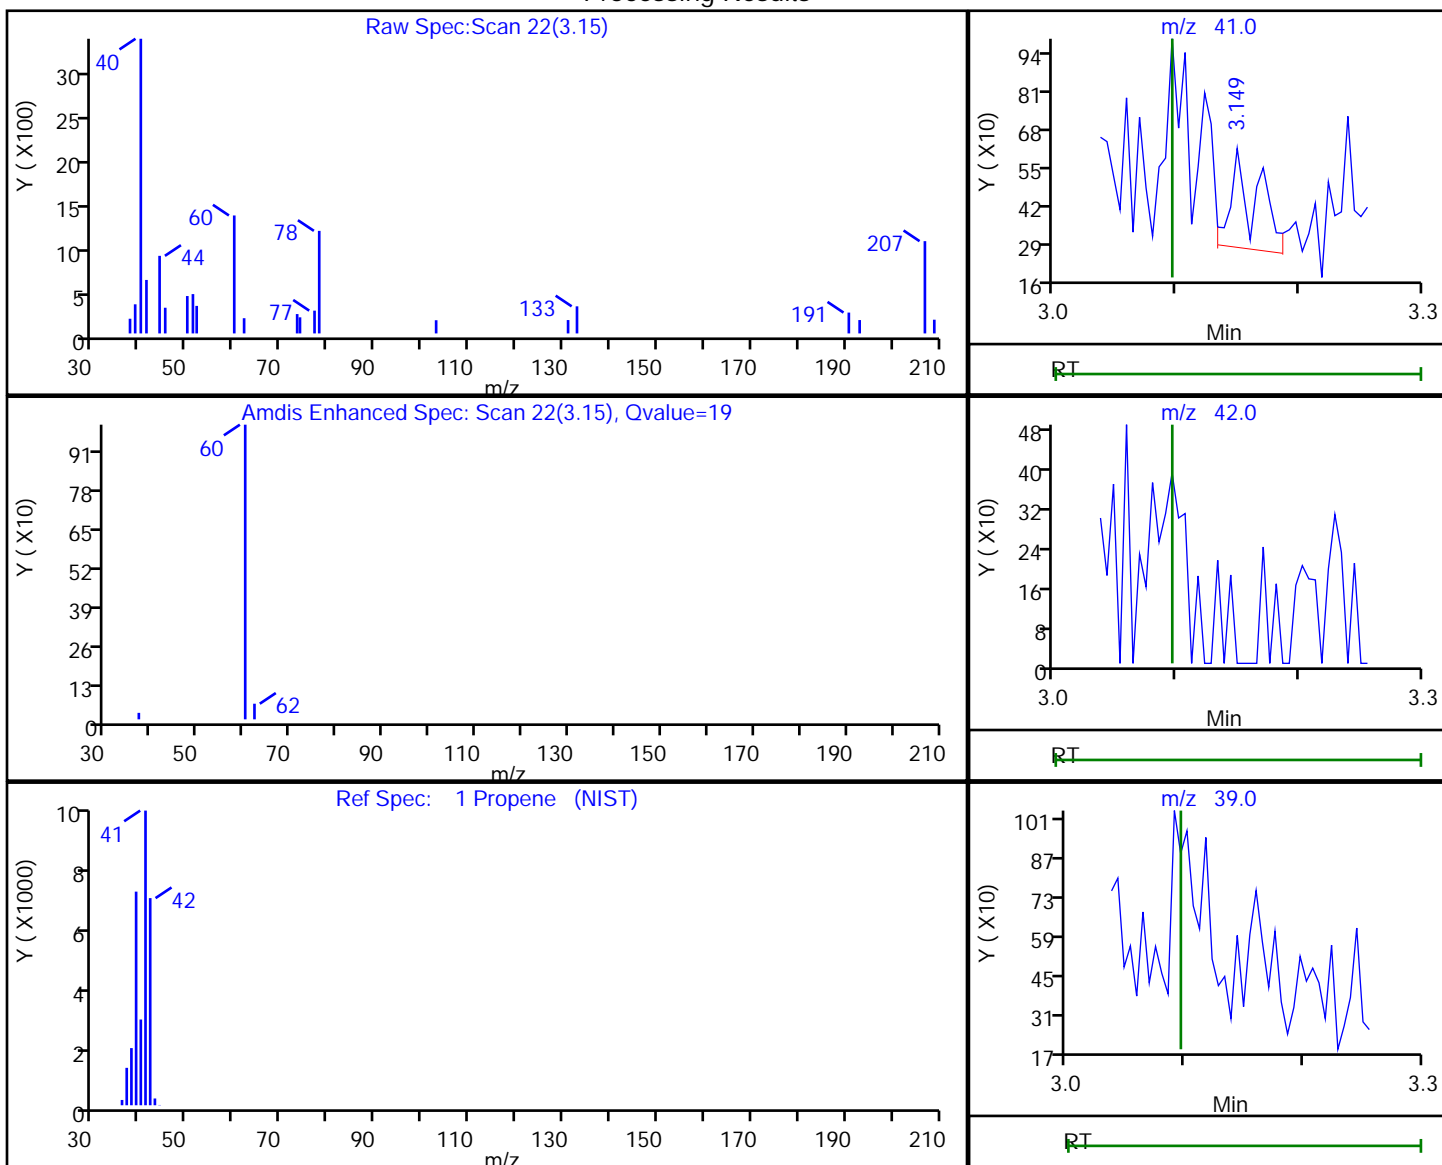 Processing Results
Raw Spec:Scan 22(3.15)
Y ( X100)
30
25
20
15
10
5
0
40
60
44
78
77
133
191
207
30 50 70 90 110 130 150 170 190 210
m/z
m/z 41.0
Y ( X10)
94
81
68
55
42
29
16
3.149
3.0 3.3
Min
RT
Amdis Enhanced Spec: Scan 22(3.15), Qvalue=19
Y ( X10)
91
78
65
52
39
26
13
0
60
62
30 50 70 90 110 130 150 170 190 210
m/z
m/z 42.0
Y ( X10)
48
40
32
24
16
8
0
3.0 3.3
Min
RT
Ref Spec: 1 Propene (NIST)
Y ( X1000)
10
8
6
4
2
0
41
42
30 50 70 90 110 130 150 170 190 210
m/z
m/z 39.0
Y ( X10)
101
87
73
59
45
31
17
3.0 3.3
Min
RT